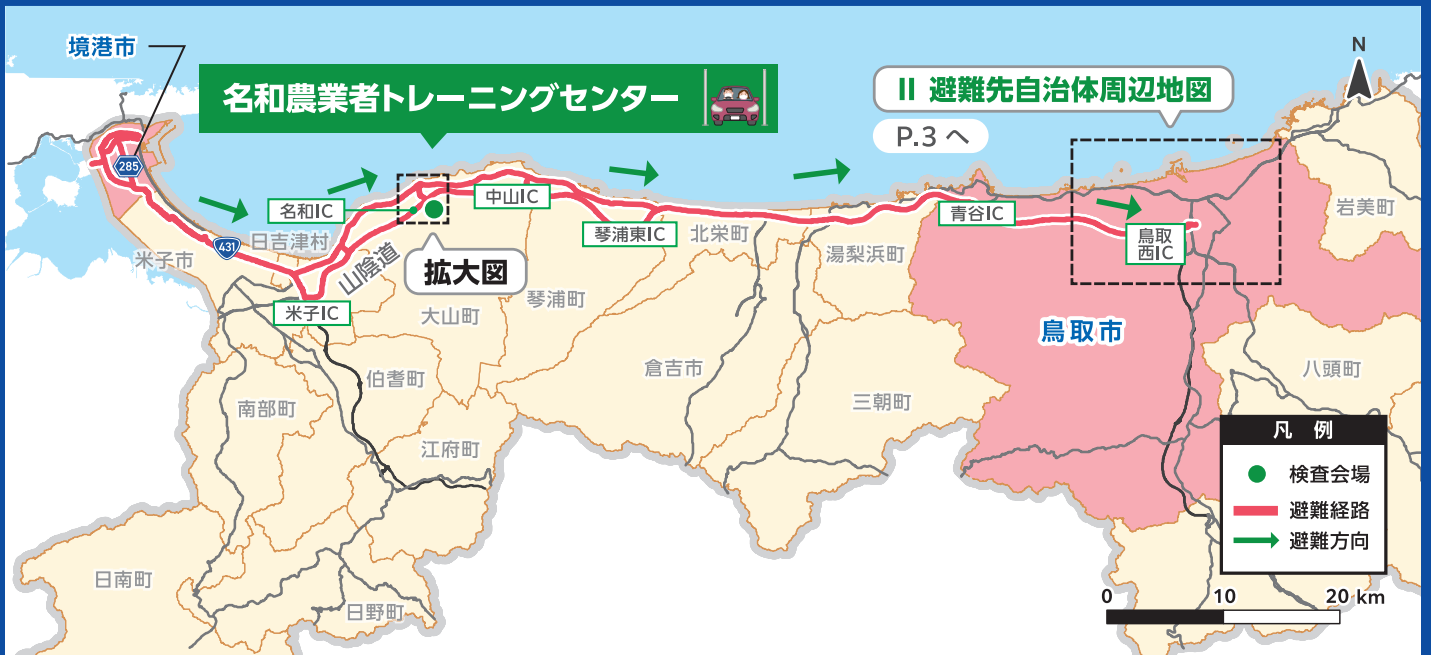 境港市
N
名和農業者トレーニングセンター
II 避難先自治体周辺地図
P.3 へ
285
名和IC
中山IC
岩美町
青谷IC
日吉津村
431
米子市
琴浦東IC
北栄町
鳥取
西IC
湯梨浜町
山陰道
拡大図
琴浦町
米子IC
大山町
鳥取市
倉吉市
八頭町
伯耆町
南部町
三朝町
江府町
凡 例
検査会場
避難経路
避難方向
日南町
日野町
0 10 20 km